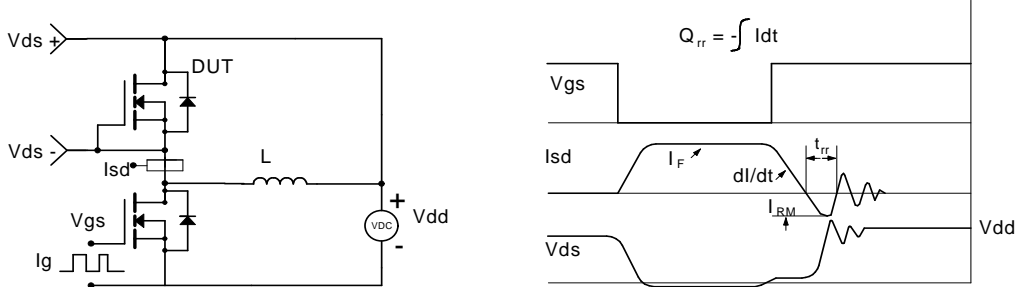 Vds +
DUT
Vds -
Isd
L
Vgs
+
VDC
Vdd
-
Ig
Q rr = -∫ Idt
Vgs
Isd
I F
dI/dt
t rr
I RM
Vdd
Vds